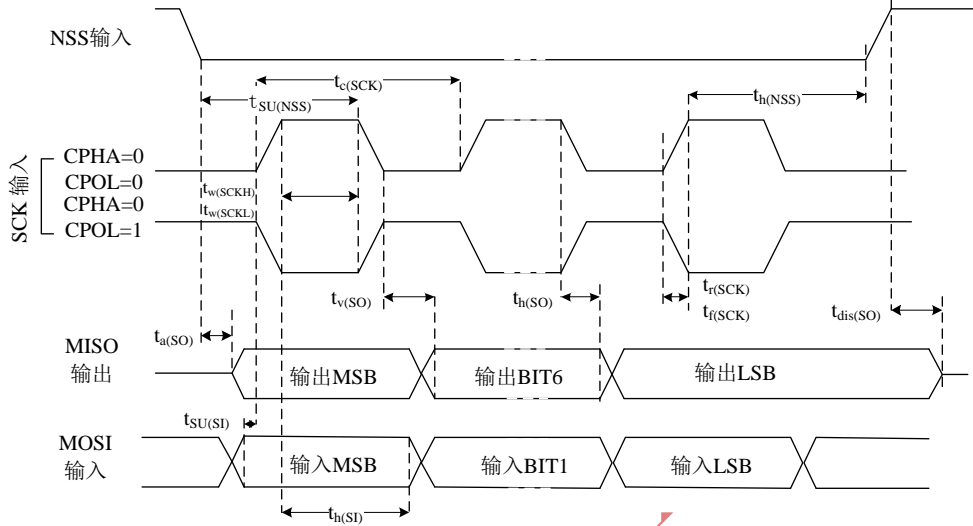 NSS输入
tc(SCK)
tSU(NSS)
th(NSS)
SCK 输入
CPHA=0
CPOL=0
CPHA=0
CPOL=1
tw(SCKH)
tw(SCKL)
tv(SO)
th(SO)
tr(SCK)
tf(SCK)
tdis(SO)
ta(SO)
MISO
输出
输出MSB
输出BIT6
输出LSB
tSU(SI)
MOSI
输入
输入MSB
输入BIT1
输入LSB
th(SI)